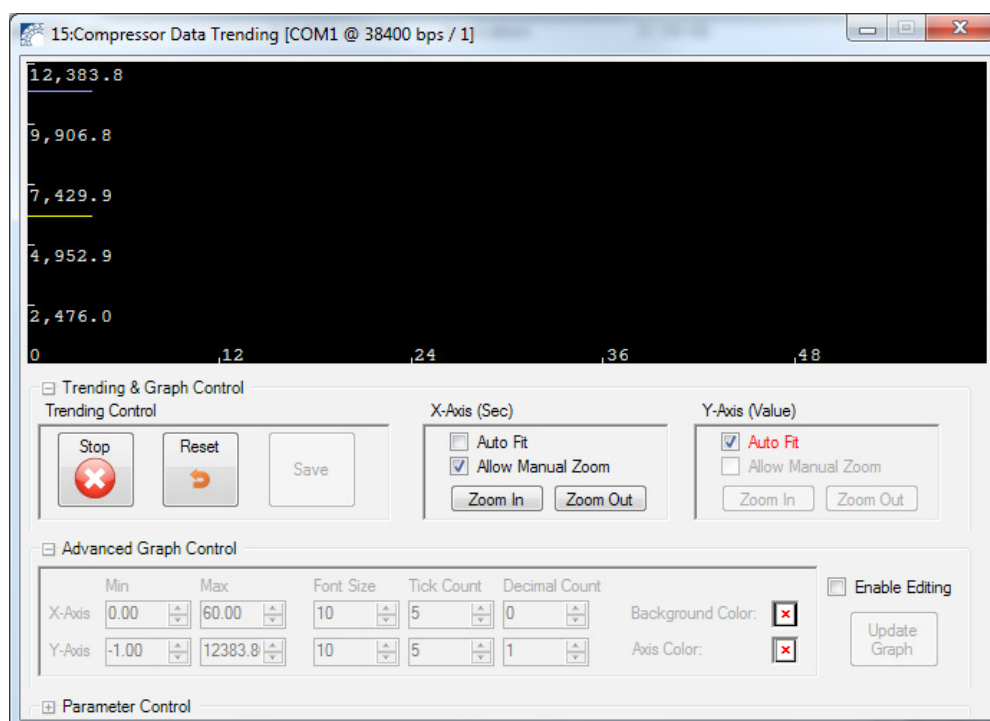 15:Compressor Data Trending [COM1 @ 38400 bps / 1]
12,383.8
9,906.8
7,429.9
4,952.9
2,476.0
0 12 24 36 48
Trending & Graph Control
Trending Control X-Axis (Sec) Y-Axis (Value)
Stop Reset Save
Auto Fit Auto Fit
Allow Manual Zoom Allow Manual Zoom
Zoom In Zoom Out Zoom In Zoom Out
Advanced Graph Control
Min Max Font Size Tick Count Decimal Count Enable Editing
X-Axis 0.00 60.00 10 5 0 Background Color:
Y-Axis -1.00 12383.8 10 5 1 Axis Color: Update Graph
Parameter Control